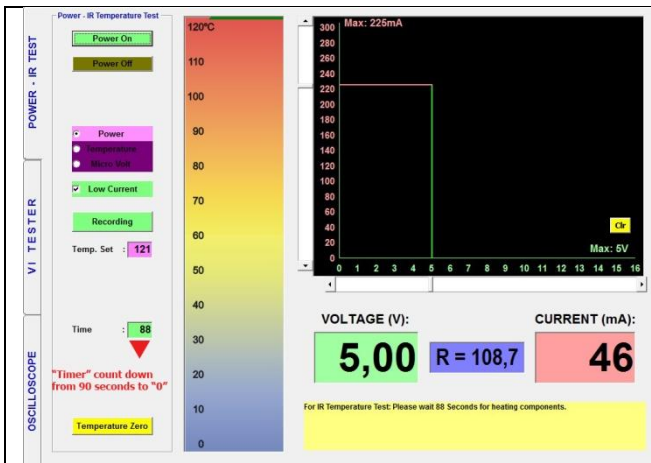 POWER - IR TEST
VI TESTER
OSCILLOSCOPE
Power - IR Temperature Test
Power On
Power Off
Power
Temperature
Micro Volt
Low Current
Recording
Temp. Set : 121
Time : 88
"Timer" count down
from 90 seconds to "0"
Temperature Zero
120°C
110
100
90
80
70
60
50
40
30
20
10
0
Max: 225mA
300
280
260
240
220
200
180
160
140
120
100
80
60
40
20
0
Clr
Max: 5V
0 1 2 3 4 5 6 7 8 9 10 11 12 13 14 15 16
VOLTAGE (V):
CURRENT (mA):
5,00
R = 108,7
46
For IR Temperature Test: Please wait 88 Seconds for heating components.